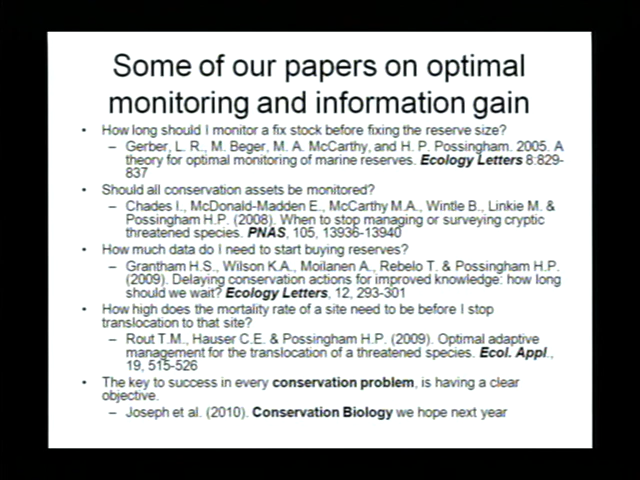 Some of our papers on optimal
monitoring and information gain
• How long should I monitor a fix stock before fixing the reserve size?
– Gerber, L. R., M. Beger, M. A. McCarthy, and H. P. Possingham. 2005. A
theory for optimal monitoring of marine reserves. Ecology Letters 8:829-
837
• Should all conservation assets be monitored?
– Chades I., McDonald-Madden E., McCarthy M.A., Wintle B., Linkie M. &
Possingham H.P. (2008). When to stop managing or surveying cryptic
threatened species. PNAS, 105, 13936-13940
• How much data do I need to start buying reserves?
– Grantham H.S., Wilson K.A., Moilanen A., Rebelo T. & Possingham H.P.
(2009). Delaying conservation actions for improved knowledge: how long
should we wait? Ecology Letters, 12, 293-301
• How high does the mortality rate of a site need to be before I stop
translocation to that site?
– Rout T.M., Hauser C.E. & Possingham H.P. (2009). Optimal adaptive
management for the translocation of a threatened species. Ecol. Appl.,
19, 515-526
• The key to success in every conservation problem, is having a clear
objective.
– Joseph et al. (2010). Conservation Biology we hope next year